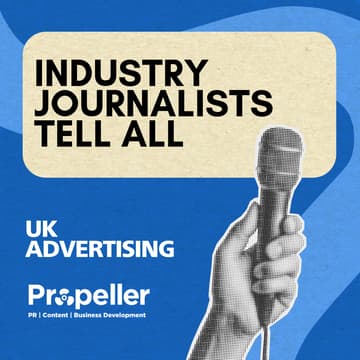 INDUSTRY
JOURNALISTS
TELL ALL
UK
ADVERTISING
Propeller
PR | Content | Business Development